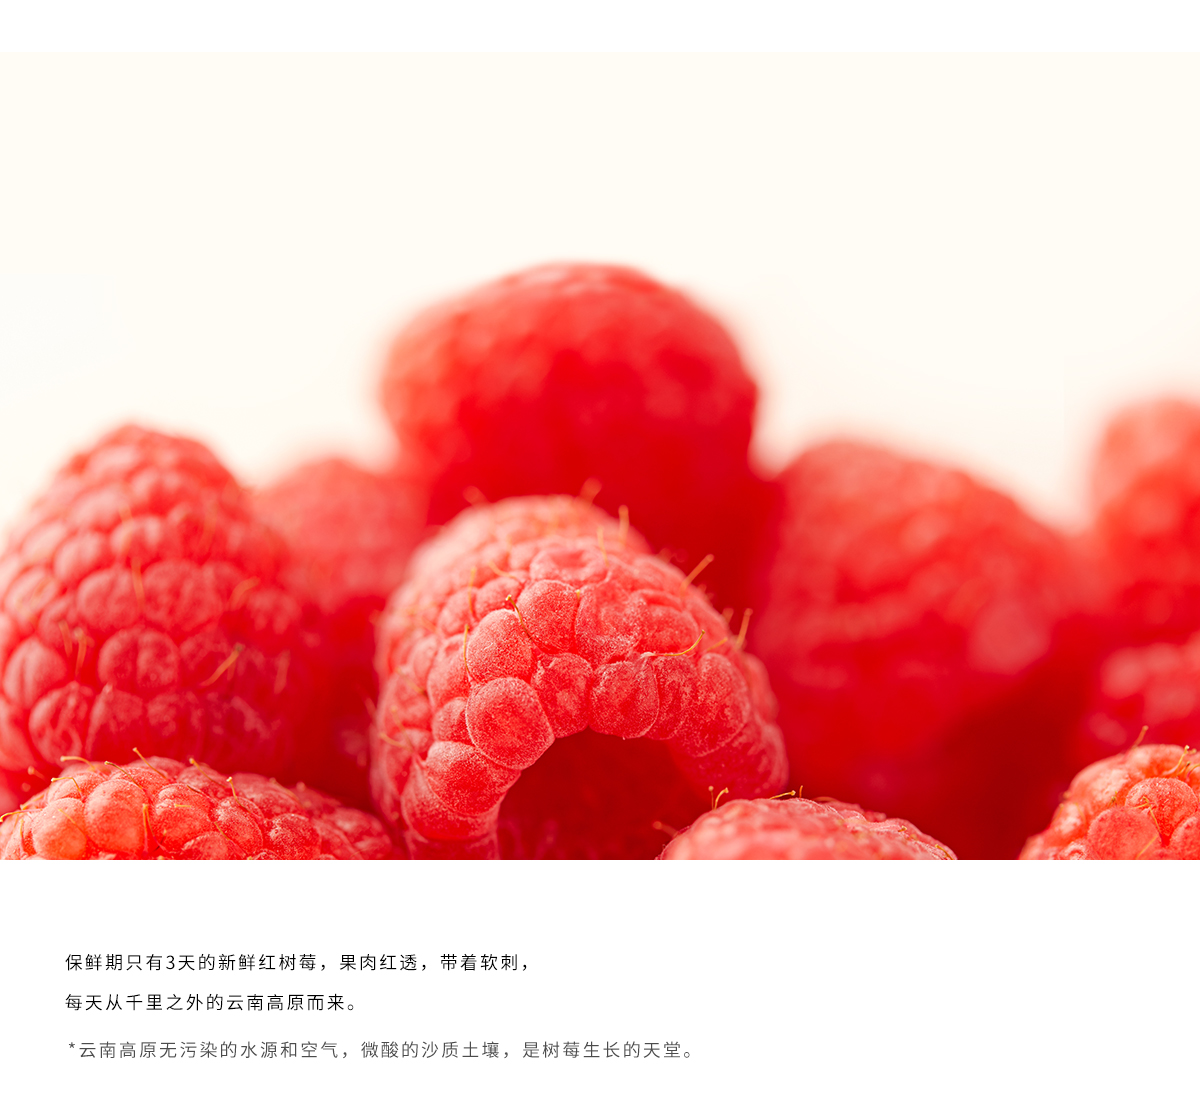 保鲜期只有3天的新鲜红树莓，果肉红透，带着软刺，
每天从千里之外的云南高原而来。
*云南高原无污染的水源和空气，微酸的沙质土壤，是树莓生长的天堂。